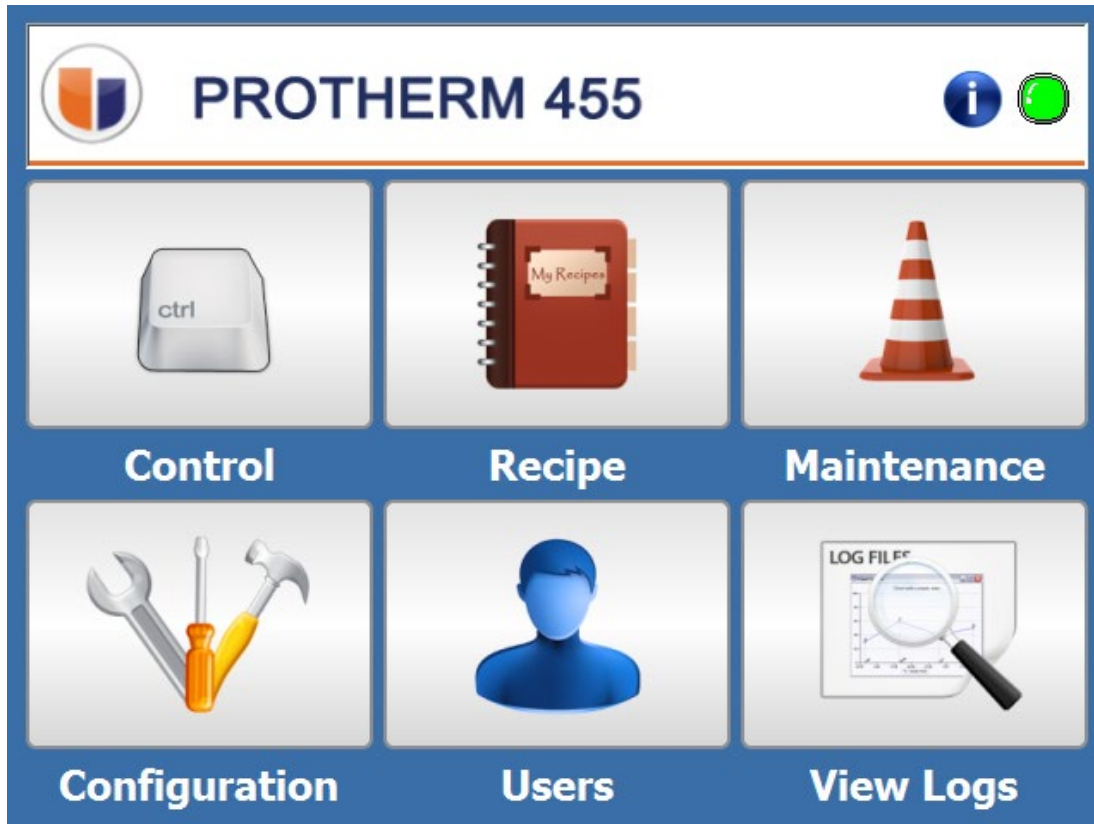 PROTHERM 455
i
ctrl
My Recipes
Control
Recipe
Maintenance
LOG FILES
Configuration
Users
View Logs